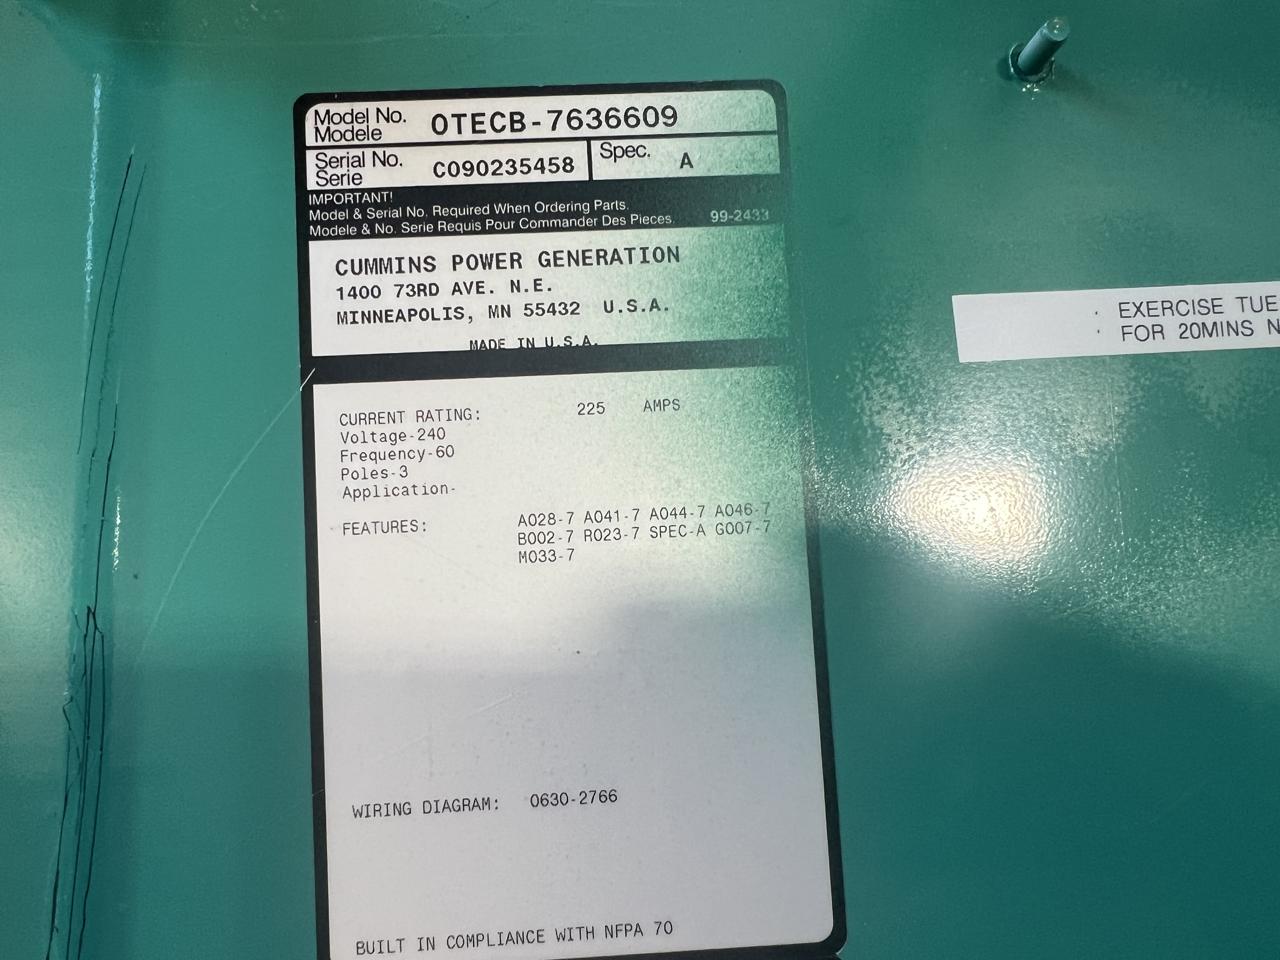 Model No.
Modele
OTECB-7636609
Serial No.
Serie
C090235458
Spec.
A
IMPORTANT!
Model & Serial No. Required When Ordering Parts.
Modele & No. Serie Requis Pour Commander Des Pieces.
99-2433
CUMMINS POWER GENERATION
1400 73RD AVE. N.E.
MINNEAPOLIS, MN 55432 U.S.A.
MADE IN U.S.A.
CURRENT RATING: 225 AMPS
Voltage-240
Frequency-60
Poles-3
Application-
FEATURES: A028-7 A041-7 A044-7 A046-7
B002-7 R023-7 SPEC-A G007-7
M033-7
WIRING DIAGRAM: 0630-2766
BUILT IN COMPLIANCE WITH NFPA 70
· EXERCISE TUE
· FOR 20MINS N